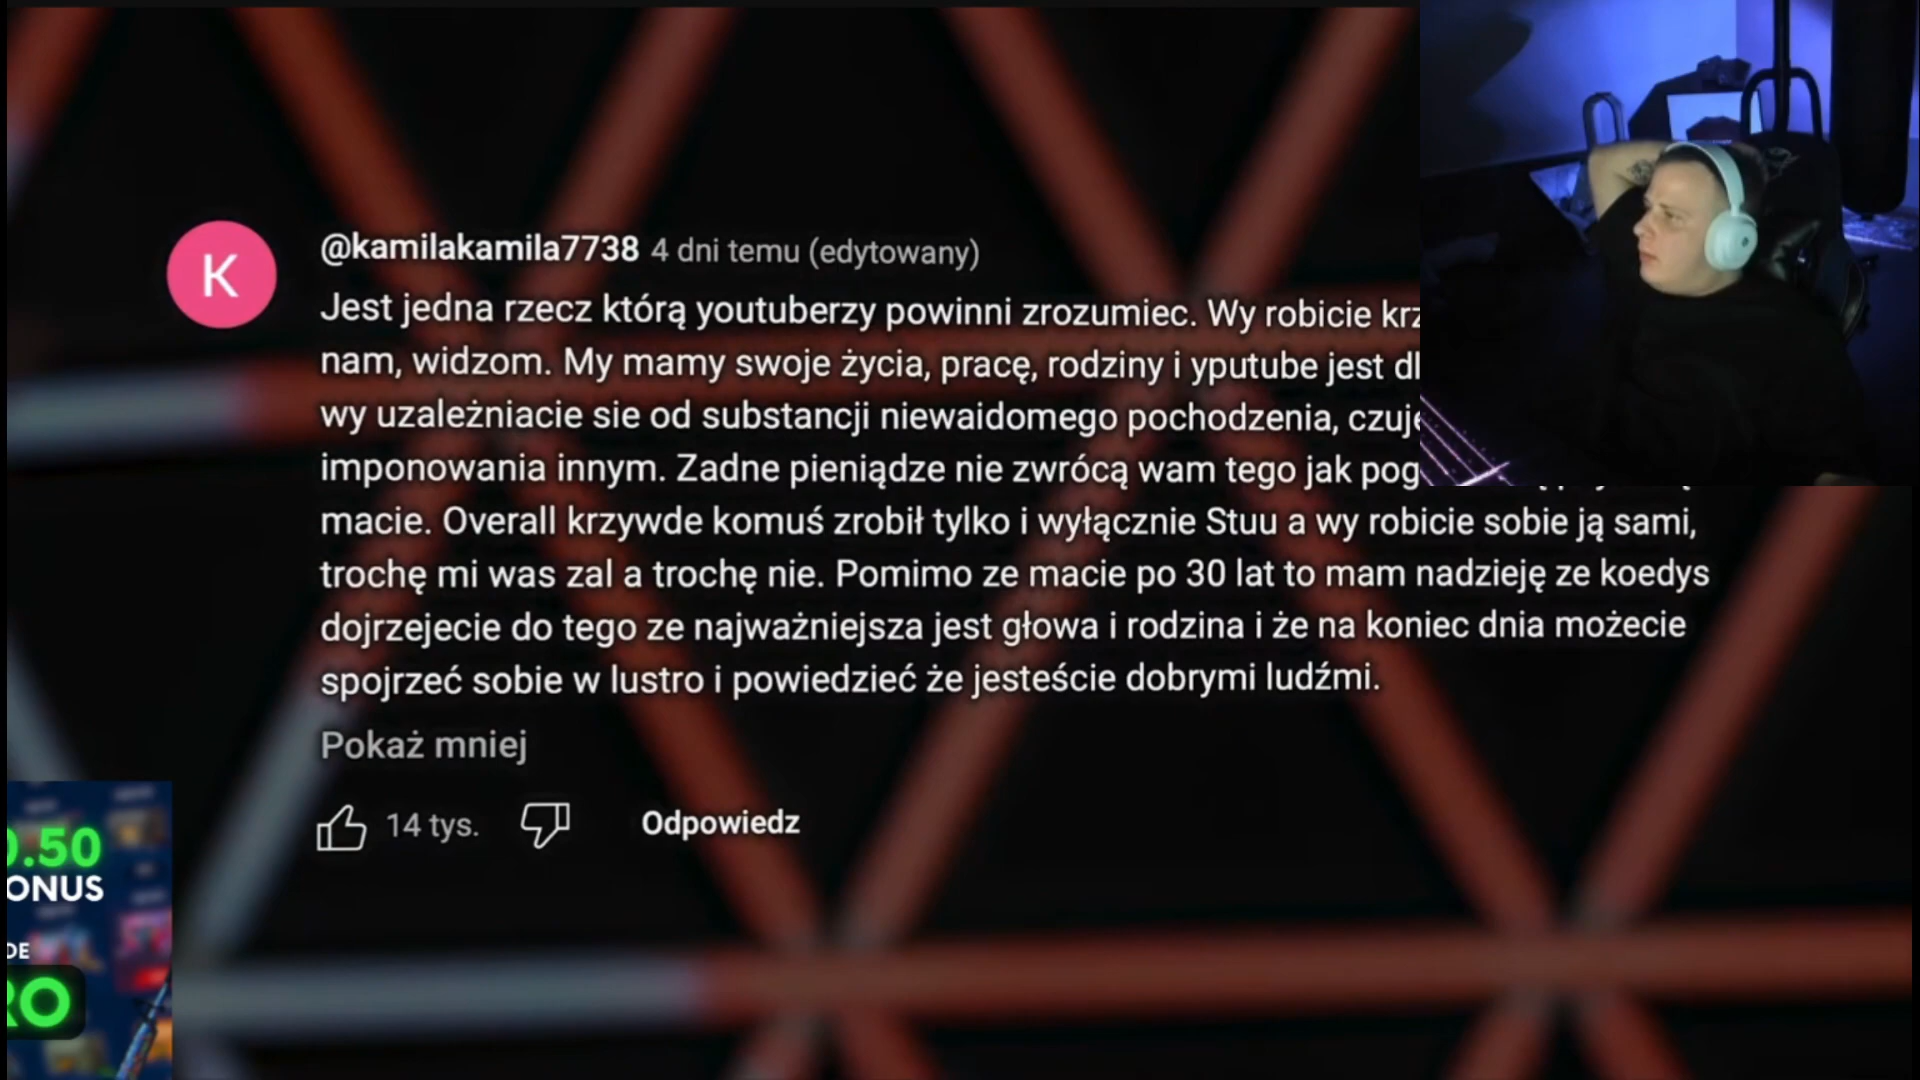 @kamilakamila7738 4 dni temu (edytowany)
Jest jedna rzecz którą youtuberzy powinni zrozumiec. Wy robicie
nam, widzom. My mamy swoje życia, pracę, rodziny i yputube jest
wy uzależniacie sie od substancji niewaidomego pochodzenia,
imponowania innym. Zadne pieniądze nie zwrócą wam tego jak
macie. Overall krzywde komuś zrobił tylko i wyłącznie Stuu a wy robicie sobie ją sami,
trochę mi was zal a trochę nie. Pomimo ze macie po 30 lat to mam nadzieję ze koedys
dojrzejecie do tego ze najważniejsza jest głowa i rodzina i że na koniec dnia możecie
spojrzeć sobie w lustro i powiedzieć że jesteście dobrymi ludźmi.
Pokaż mniej
14 tys. Odpowiedz
K
0.50
ONUS
DE
RO